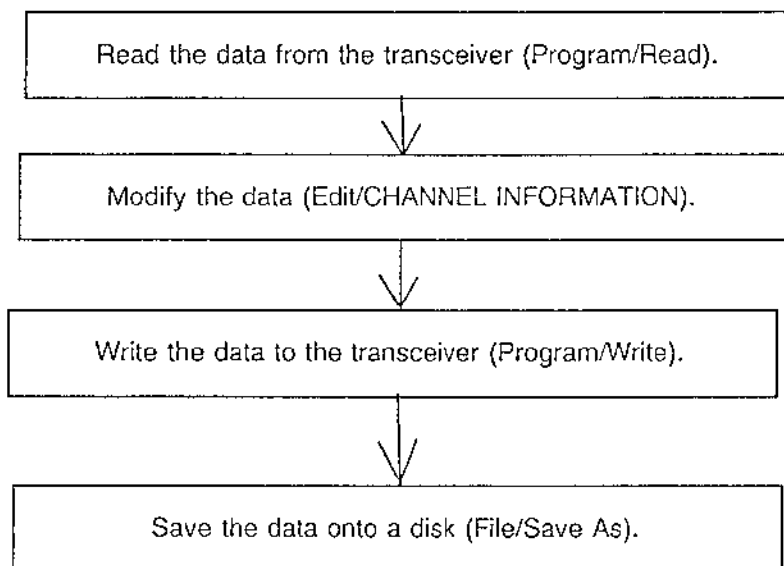 Read the data from the transceiver (Program/Read).
Modify the data (Edit/CHANNEL INFORMATION).
Write the data to the transceiver (Program/Write).
Save the data onto a disk (File/Save As).